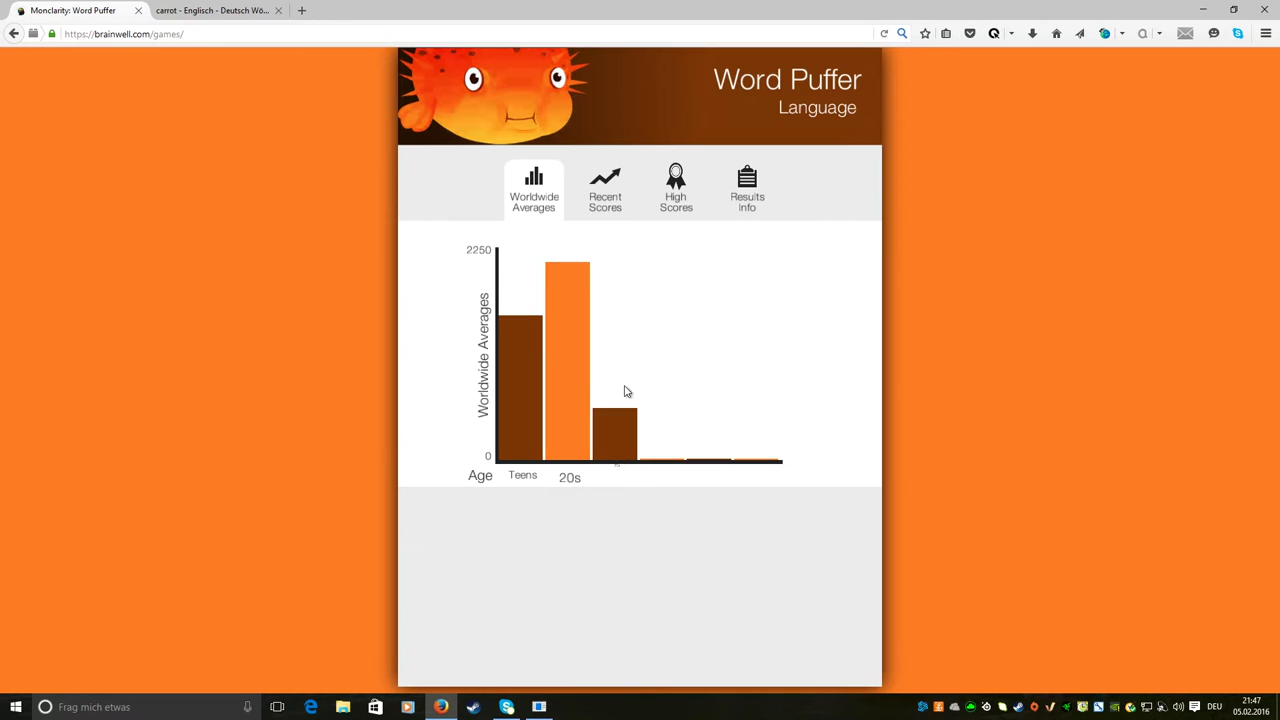 Monclarity: Word Puffer
carrot - Englisch - Deutsch Wö...
https://brainwell.com/games/
Word Puffer
Language
Worldwide
Averages
Recent
Scores
High
Scores
Results
Info
2250
Worldwide Averages
0
Age
Teens
20s
Frag mich etwas
DEU
21:47
05.02.2016